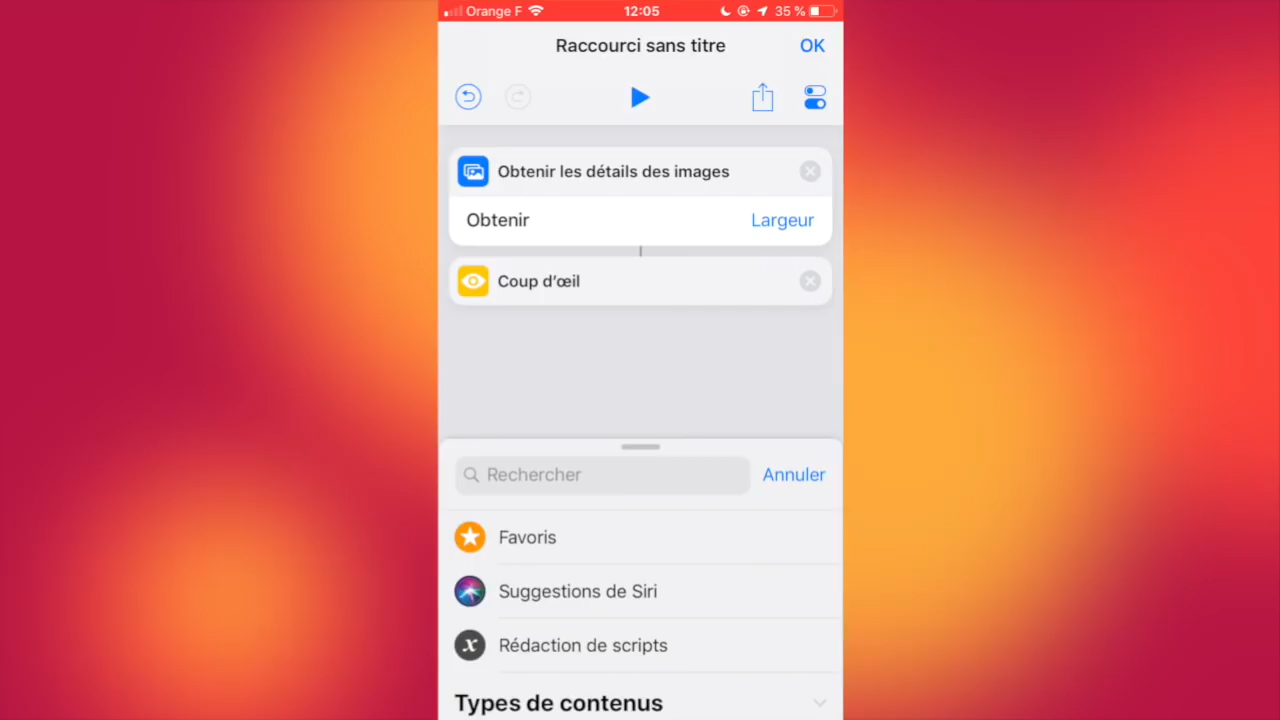 Orange F 12:05 35 %
Raccourci sans titre OK
Obtenir les détails des images
Obtenir Largeur
Coup d’œil
Rechercher Annuler
Favoris
Suggestions de Siri
x Rédaction de scripts
Types de contenus